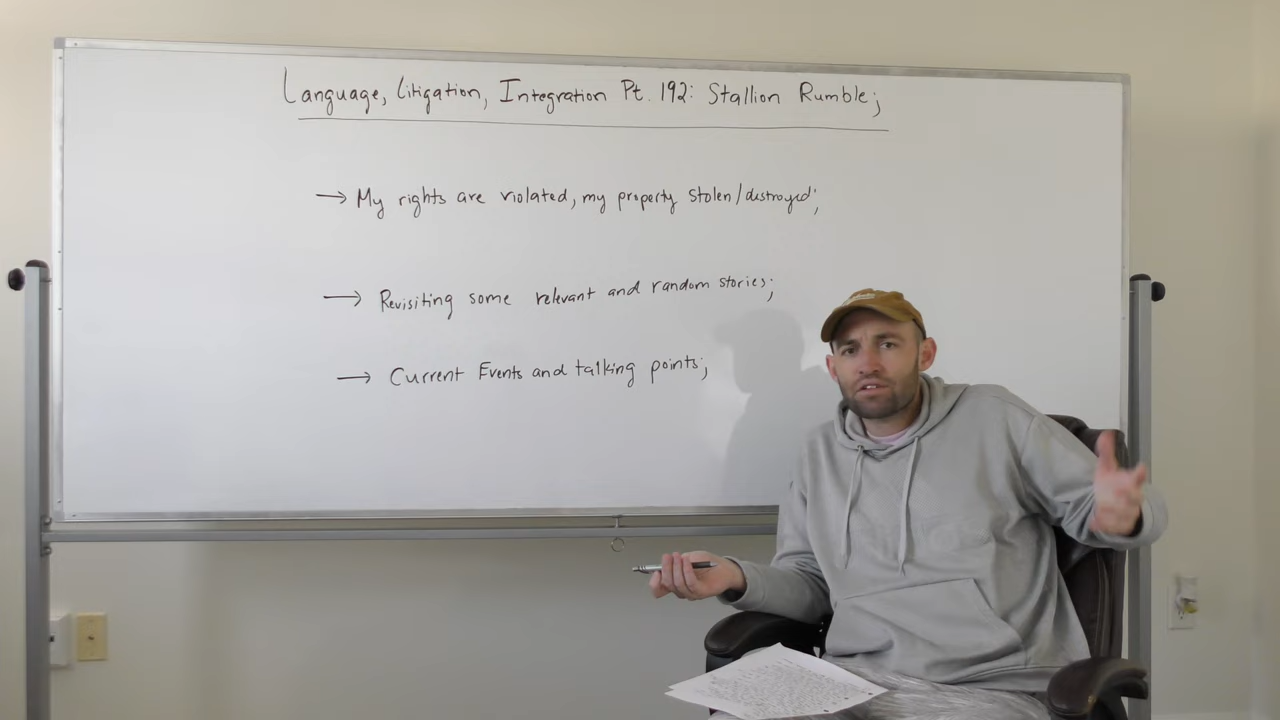 Language, Litigation, Integration Pt. 192: Stallion Rumble;
→ My rights are violated, my property stolen/destroyed;
→ Revisiting some relevant and random stories;
→ Current Events and talking points;